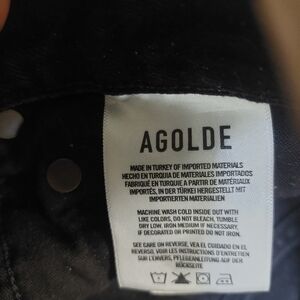 AGOLDE
MADE IN TURKEY OF IMPORTED MATERIALS
HECHO EN TURQUIA DE MATERIALES IMPORTADOS
FABRIQUÉ EN TURQUIE A PARTIR DE MATÉRIAUX
IMPORTÉS, IN DER TÜRKEI HERGESTELLT MIT
IMPORTIERTEN MATERIALIEN
MACHINE WASH COLD INSIDE OUT WITH
LIKE COLORS, DO NOT BLEACH, TUMBLE
DRY LOW, IRON MEDIUM IF NECESSARY.
IF DECORATED OR PRINTED DO NOT IRON.
SEE CARE ON REVERSE, VEA EL CUIDADO EN EL
REVERSO, VOIR LES INSTRUCTIONS D'ENTRETIEN SUR
L'ENVERS, PFLEGEANLEITUNG AUF DER
RÜCKSEITE